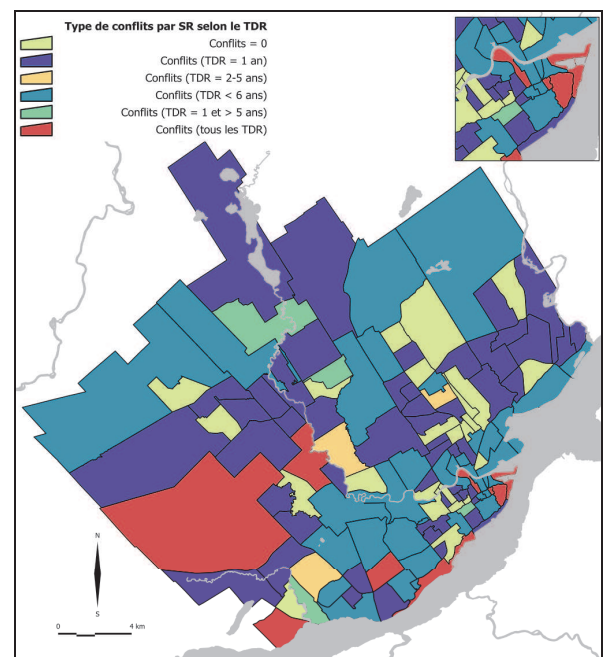 Type de conflits par SR selon le TDR
Conflits = 0
Conflits (TDR = 1 an)
Conflits (TDR = 2-5 ans)
Conflits (TDR < 6 ans)
Conflits (TDR = 1 et > 5 ans)
Conflits (tous les TDR)
N
S
0 4 km